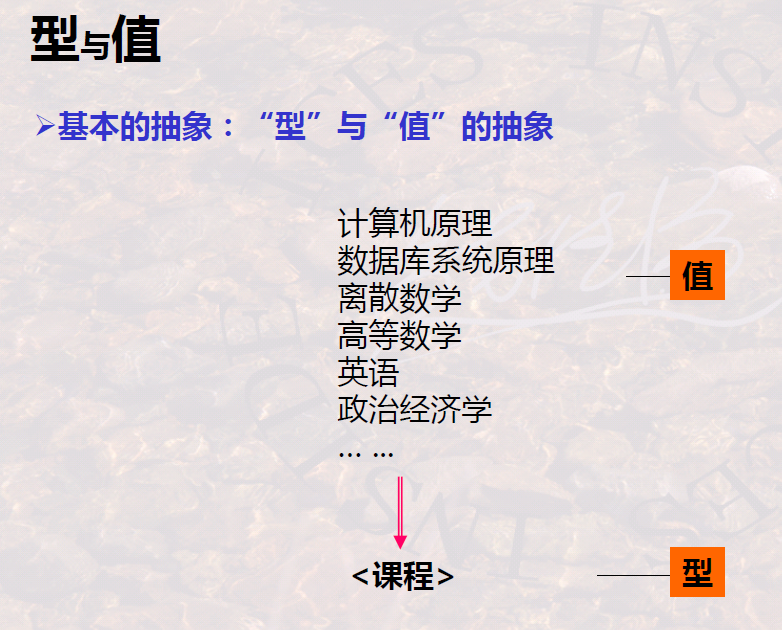 型与值
基本的抽象：“型”与“值”的抽象
计算机原理
数据库系统原理
值
离散数学
高等数学
英语
政治经济学
... ...
<课程>
型